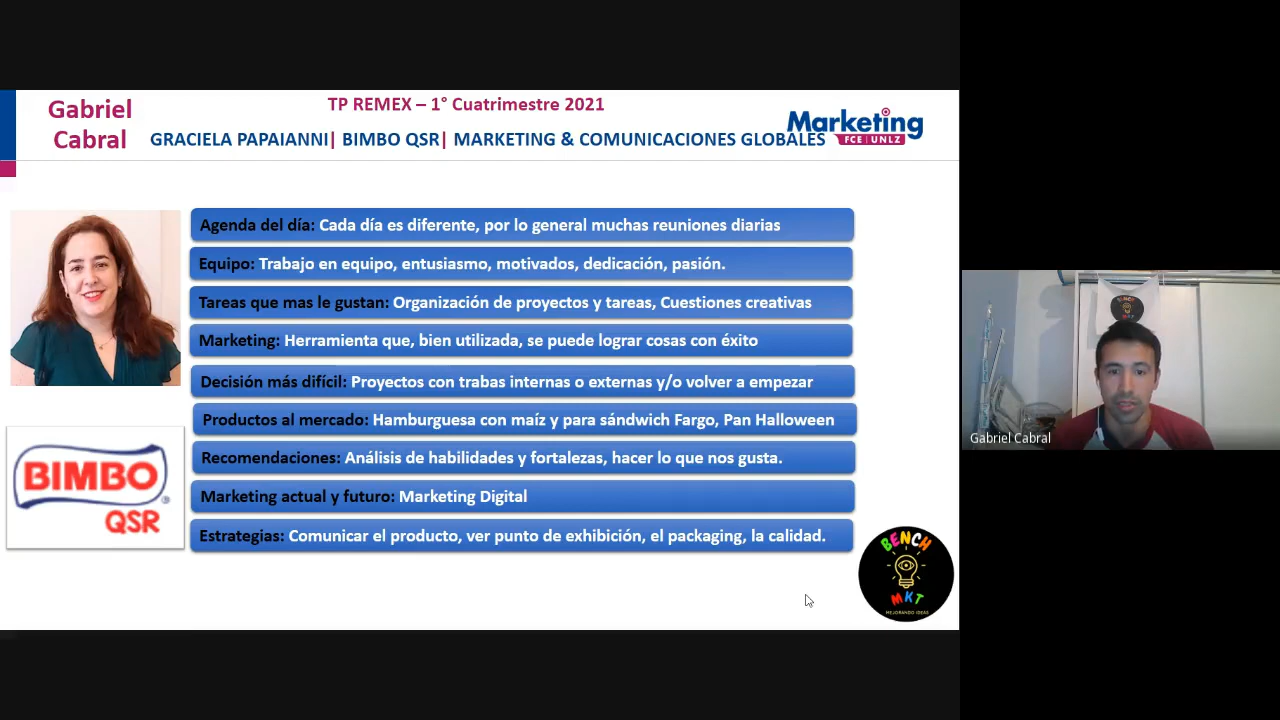 Gabriel
Cabral
TP REMEX – 1° Cuatrimestre 2021
GRACIELA PAPAIANNI| BIMBO QSR| MARKETING & COMUNICACIONES GLOBALES
Marketing
FCE | UNLZ
Agenda del día: Cada día es diferente, por lo general muchas reuniones diarias
Equipo: Trabajo en equipo, entusiasmo, motivados, dedicación, pasión.
Tareas que mas le gustan: Organización de proyectos y tareas, Cuestiones creativas
Marketing: Herramienta que, bien utilizada, se puede lograr cosas con éxito
Decisión más difícil: Proyectos con trabas internas o externas y/o volver a empezar
Productos al mercado: Hamburguesa con maíz y para sándwich Fargo, Pan Halloween
Recomendaciones: Análisis de habilidades y fortalezas, hacer lo que nos gusta.
Marketing actual y futuro: Marketing Digital
Estrategias: Comunicar el producto, ver punto de exhibición, el packaging, la calidad.
BIMBO
®
QSR
BENCH
MKT
MEJORANDO IDEAS
BENCH
MKT
Gabriel Cabral